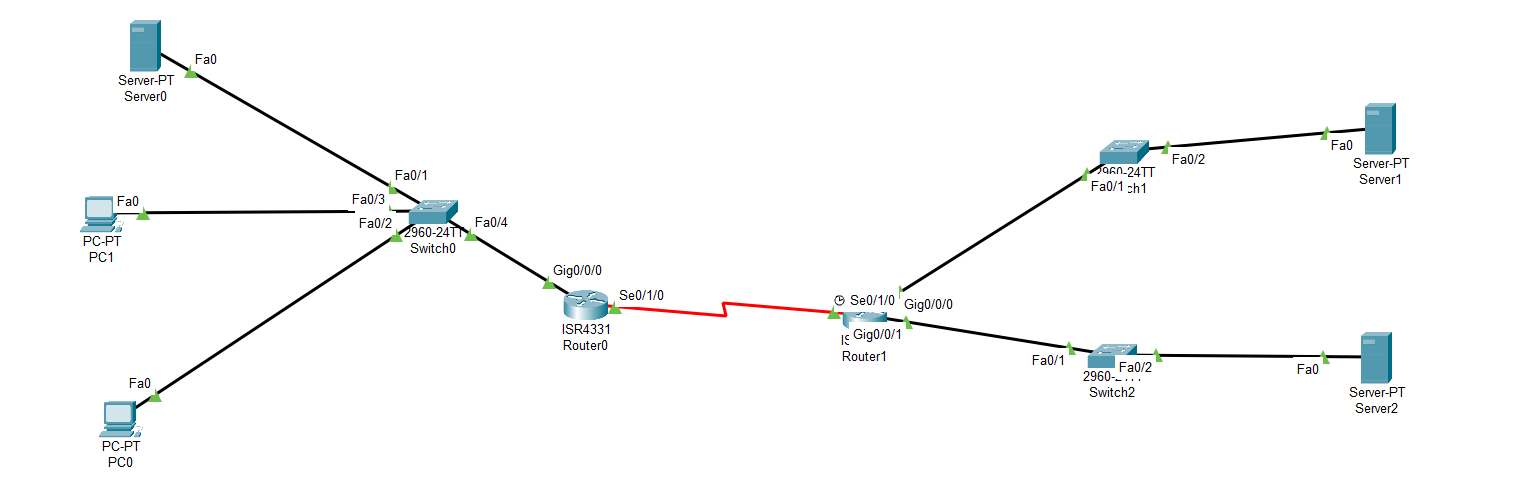 Fa0
Server-PT
Server0
Fa0/1
Fa0
Fa0/3
Fa0/2
Fa0/4
PC-PT
PC1
2960-24TT
Switch0
Gig0/0/0
Se0/1/0
ISR4331
Router0
Fa0
PC-PT
PC0
Se0/1/0
Gig0/0/0
Gig0/0/1
Router1
Fa0/2
Fa0
Server-PT
Server1
2960-24TT
Fa0/1
Fa0/1
Fa0/2
Switch2
Fa0
Server-PT
Server2